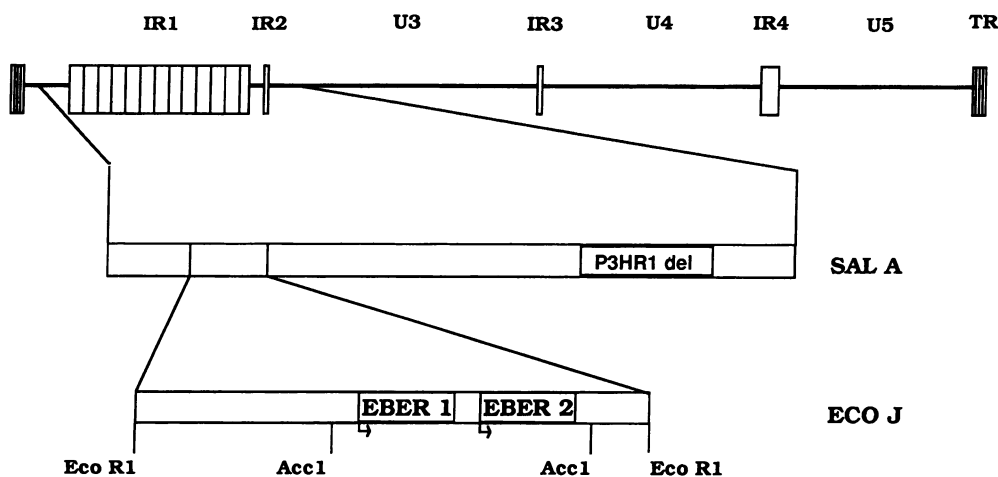 IR1 IR2 U3 IR3 U4 IR4 U5 TR
P3HR1 del
SAL A
EBER 1 EBER 2
ECO J
Eco R1 Acc1 Acc1 Eco R1